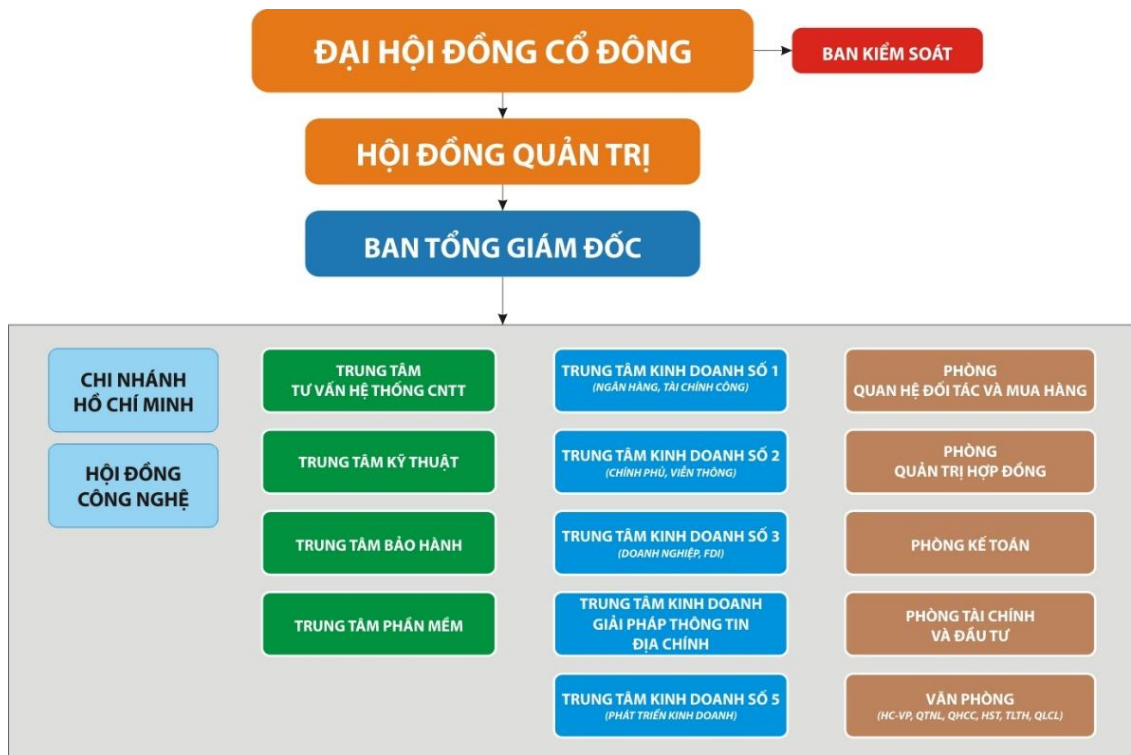 ĐẠI HỘI ĐỒNG CỔ ĐÔNG
BAN KIỂM SOÁT
HỘI ĐỒNG QUẢN TRỊ
BAN TỔNG GIÁM ĐỐC
CHI NHÁNH
HỒ CHÍ MINH
HỘI ĐỒNG
CÔNG NGHỆ
TRUNG TÂM
TƯ VẤN HỆ THỐNG CNTT
TRUNG TÂM KỸ THUẬT
TRUNG TÂM BẢO HÀNH
TRUNG TÂM PHẦN MỀM
TRUNG TÂM KINH DOANH SỐ 1
(NGÂN HÀNG, TÀI CHÍNH CÔNG)
TRUNG TÂM KINH DOANH SỐ 2
(CHÍNH PHỦ, VIỄN THÔNG)
TRUNG TÂM KINH DOANH SỐ 3
(DOANH NGHIỆP, FDI)
TRUNG TÂM KINH DOANH
GIẢI PHÁP THÔNG TIN
ĐỊA CHÍNH
TRUNG TÂM KINH DOANH SỐ 5
(PHÁT TRIỂN KINH DOANH)
PHÒNG
QUAN HỆ ĐỐI TÁC VÀ MUA HÀNG
PHÒNG
QUẢN TRỊ HỢP ĐỒNG
PHÒNG KẾ TOÁN
PHÒNG TÀI CHÍNH
VÀ ĐẦU TƯ
VĂN PHÒNG
(HC-VP, QTNL, QHCC, HST, TLTH, QLCL)